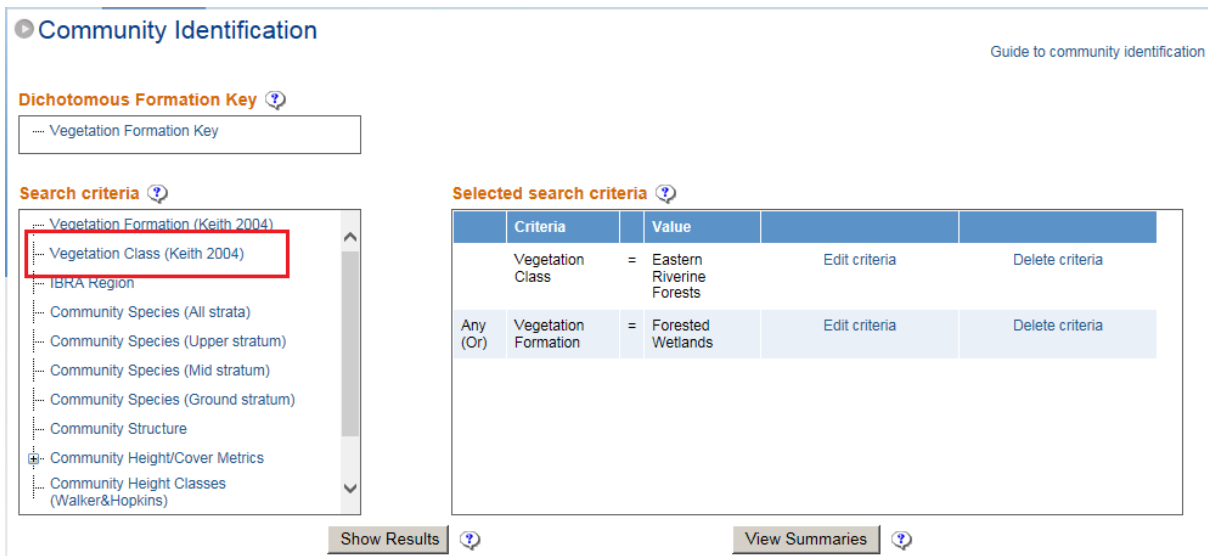 Community Identification
Guide to community identification
Dichotomous Formation Key ?
Vegetation Formation Key
Search criteria ?
Vegetation Formation (Keith 2004)
Vegetation Class (Keith 2004)
IBRA Region
Community Species (All strata)
Community Species (Upper stratum)
Community Species (Mid stratum)
Community Species (Ground stratum)
Community Structure
Community Height/Cover Metrics
Community Height Classes
(Walker&Hopkins)
Selected search criteria ?
Criteria Value
Vegetation = Eastern Edit criteria Delete criteria
Class Riverine
Forests
Any Vegetation = Forested Edit criteria Delete criteria
(Or) Formation Wetlands
Show Results ? View Summaries ?